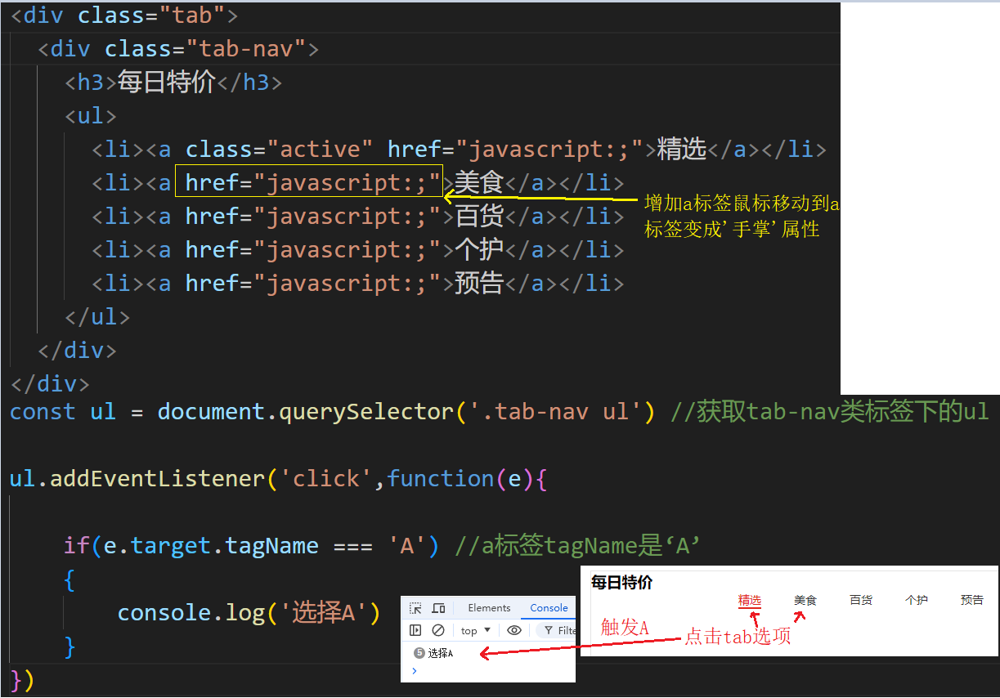 <div class="tab">
<div class="tab-nav">
<h3>每日特价</h3>
<ul>
<li><a class="active" href="javascript:;">精选</a></li>
<li><a href="javascript:;">美食</a></li>
<li><a href="javascript:;">百货</a></li>
<li><a href="javascript:;">个护</a></li>
<li><a href="javascript:;">预告</a></li>
</ul>
</div>
</div>
增加a标签鼠标移动到a
标签变成'手掌'属性
const ul = document.querySelector('.tab-nav ul') //获取tab-nav类标签下的ul
ul.addEventListener('click',function(e){
if(e.target.tagName === 'A') //a标签tagName是‘A’
{
console.log('选择A')
}
})
Elements Console
top Filte
5 选择A
>
每日特价
精选 美食 百货 个护 预告
触发A
点击tab选项